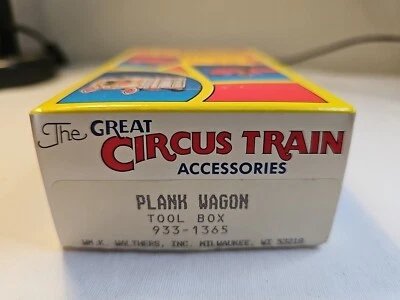 The GREAT
CIRCUS TRAIN
ACCESSORIES
PLANK WAGON
TOOL BOX
933-1365
WM.K. WALTHERS, INC. MILWAUKEE, WI 53218